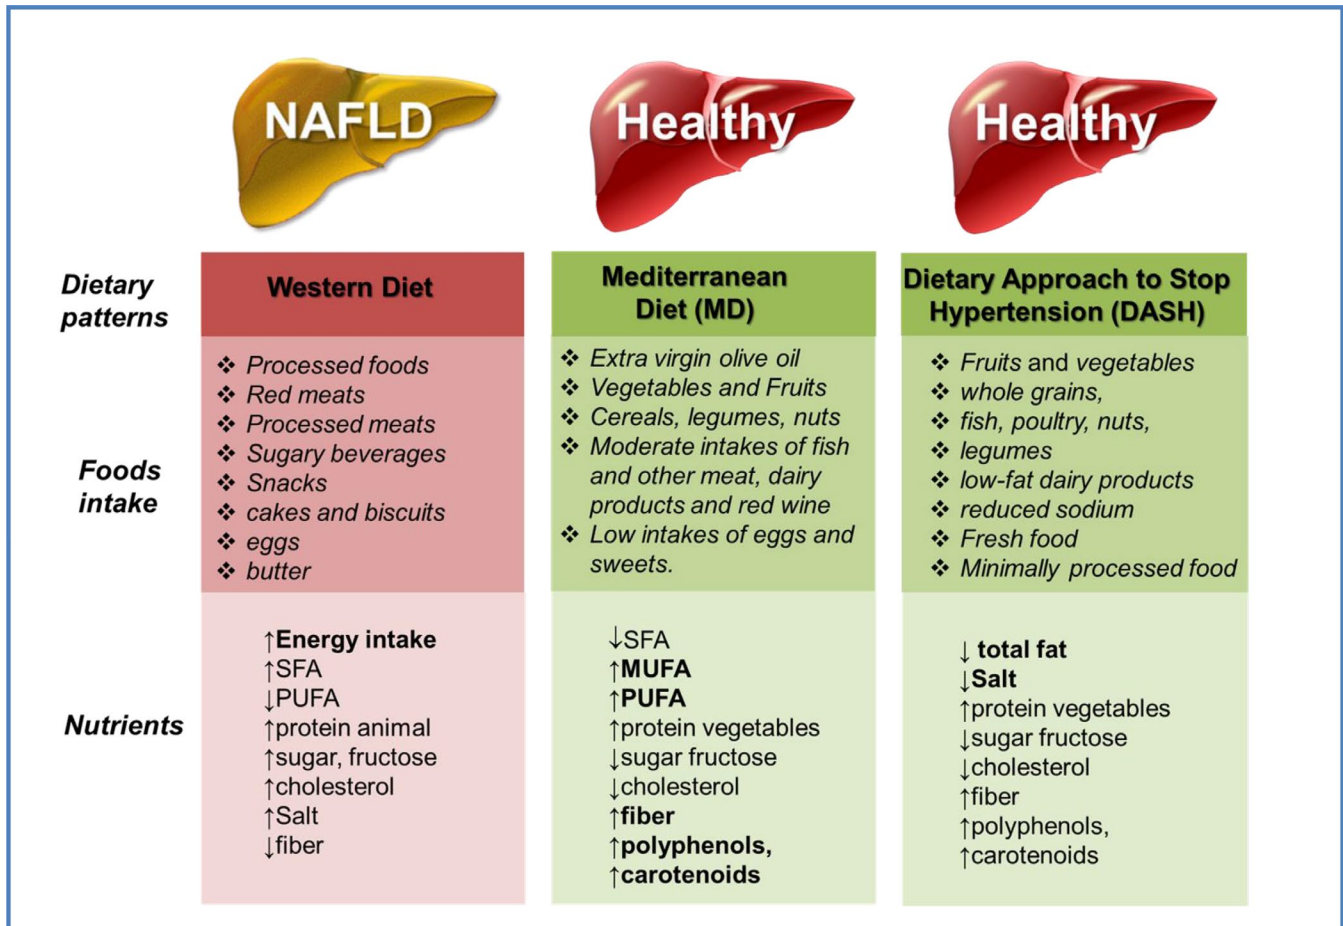 NAFLD
Healthy
Healthy
Dietary
patterns
Western Diet
Mediterranean
Diet (MD)
Dietary Approach to Stop
Hypertension (DASH)
Foods
intake
❖ Processed foods
❖ Red meats
❖ Processed meats
❖ Sugary beverages
❖ Snacks
❖ cakes and biscuits
❖ eggs
❖ butter
❖ Extra virgin olive oil
❖ Vegetables and Fruits
❖ Cereals, legumes, nuts
❖ Moderate intakes of fish
and other meat, dairy
products and red wine
❖ Low intakes of eggs and
sweets.
❖ Fruits and vegetables
❖ whole grains,
❖ fish, poultry, nuts,
❖ legumes
❖ low-fat dairy products
❖ reduced sodium
❖ Fresh food
❖ Minimally processed food
Nutrients
↑Energy intake
↑SFA
↓PUFA
↑protein animal
↑sugar, fructose
↑cholesterol
↑Salt
↓fiber
↓SFA
↑MUFA
↑PUFA
↑protein vegetables
↓sugar fructose
↓cholesterol
↑fiber
↑polyphenols,
↑carotenoids
↓ total fat
↓Salt
↑protein vegetables
↓sugar fructose
↓cholesterol
↑fiber
↑polyphenols,
↑carotenoids